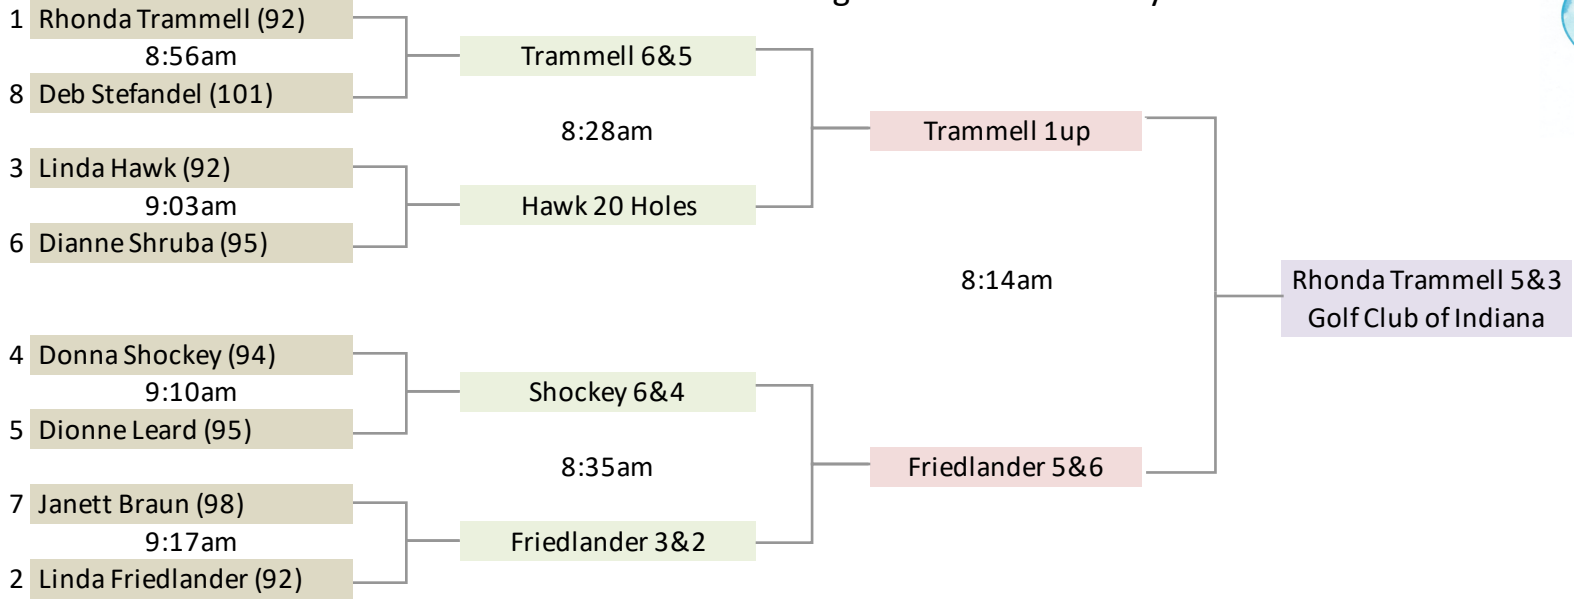 1 Rhonda Trammell (92)
8:56am
8 Deb Stefandel (101)
3 Linda Hawk (92)
9:03am
6 Dianne Shruba (95)
4 Donna Shockey (94)
9:10am
5 Dionne Leard (95)
7 Janett Braun (98)
9:17am
2 Linda Friedlander (92)
Trammell 6&5
8:28am
Hawk 20 Holes
Shockey 6&4
8:35am
Friedlander 3&2
Trammell 1up
8:14am
Friedlander 5&6
Rhonda Trammell 5&3
Golf Club of Indiana